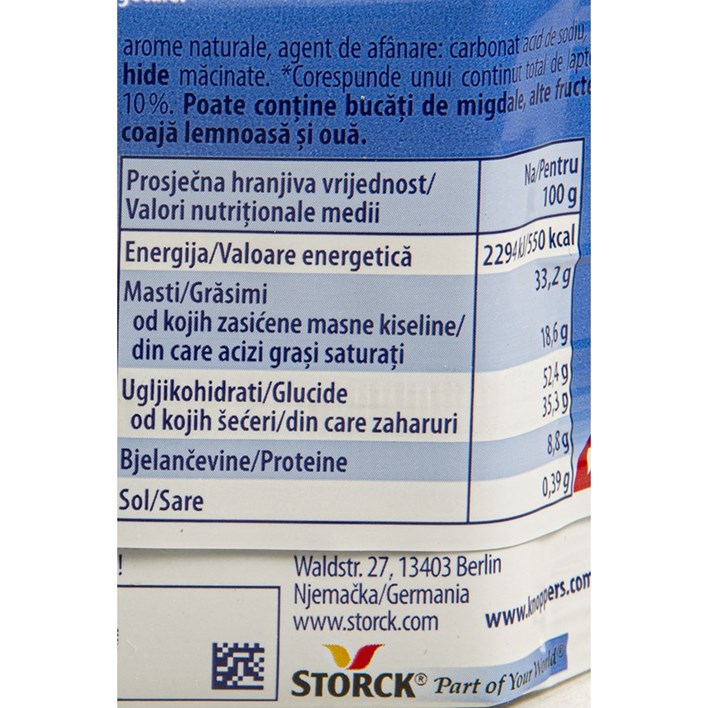 arome naturale, agent de afânare: carbonat acid de sodiu,
hide măcinate. *Corespunde unui conținut total de lapte
10%. Poate conține bucăți de migdale, alte fructe
coajă lemnoasă și ouă.
Prosječna hranjiva vrijednost/ Na/Pentru
Valori nutriționale medii 100 g
Energija/Valoare energetică 2294 kJ/550 kcal
Masti/Grăsimi 33,2 g
od kojih zasićene masne kiseline/
din care acizi grași saturați 18,6 g
Ugljikohidrati/Glucide 52,4 g
od kojih šećeri/din care zaharuri 35,3 g
Bjelančevine/Proteine 8,8 g
Sol/Sare 0,39 g
!
Waldstr. 27, 13403 Berlin
Njemačka/Germania
www.storck.com
www.knoppers.com
STORCK® Part of Your World®